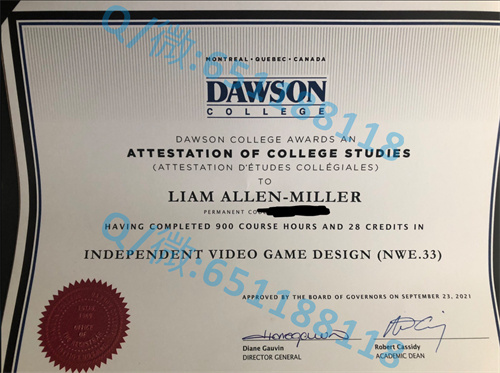 MONTREAL • QUEBEC • CANADA
DAWSON
COLLEGE
DAWSON COLLEGE AWARDS AN
ATTESTATION OF COLLEGE STUDIES
(ATTESTATION D'ÉTUDES COLLÉGIALES)
TO
LIAM ALLEN-MILLER
PERMANENT
HAVING COMPLETED 900 COURSE HOURS AND 28 CREDITS IN
INDEPENDENT VIDEO GAME DESIGN (NWE.33)
APPROVED BY THE BOARD OF GOVERNORS ON SEPTEMBER 23, 2021
Diane Gauvin
DIRECTOR GENERAL
Robert Cassidy
ACADEMIC DEAN
Q/微:651188118
Q/微:651188118